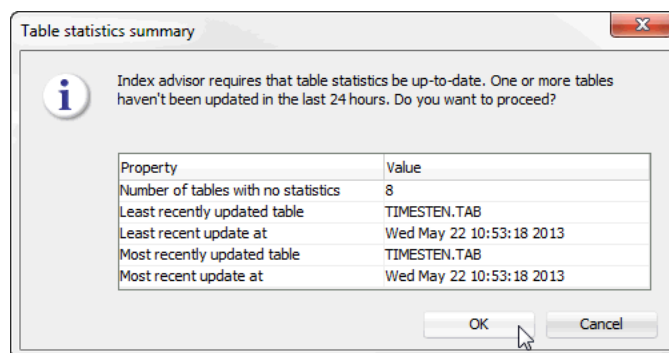 Table statistics summary
Index advisor requires that table statistics be up-to-date. One or more tables
haven't been updated in the last 24 hours. Do you want to proceed?
Property Value
Number of tables with no statistics 8
Least recently updated table TIMESTEN.TAB
Least recent update at Wed May 22 10:53:18 2013
Most recently updated table TIMESTEN.TAB
Most recent update at Wed May 22 10:53:18 2013
OK Cancel